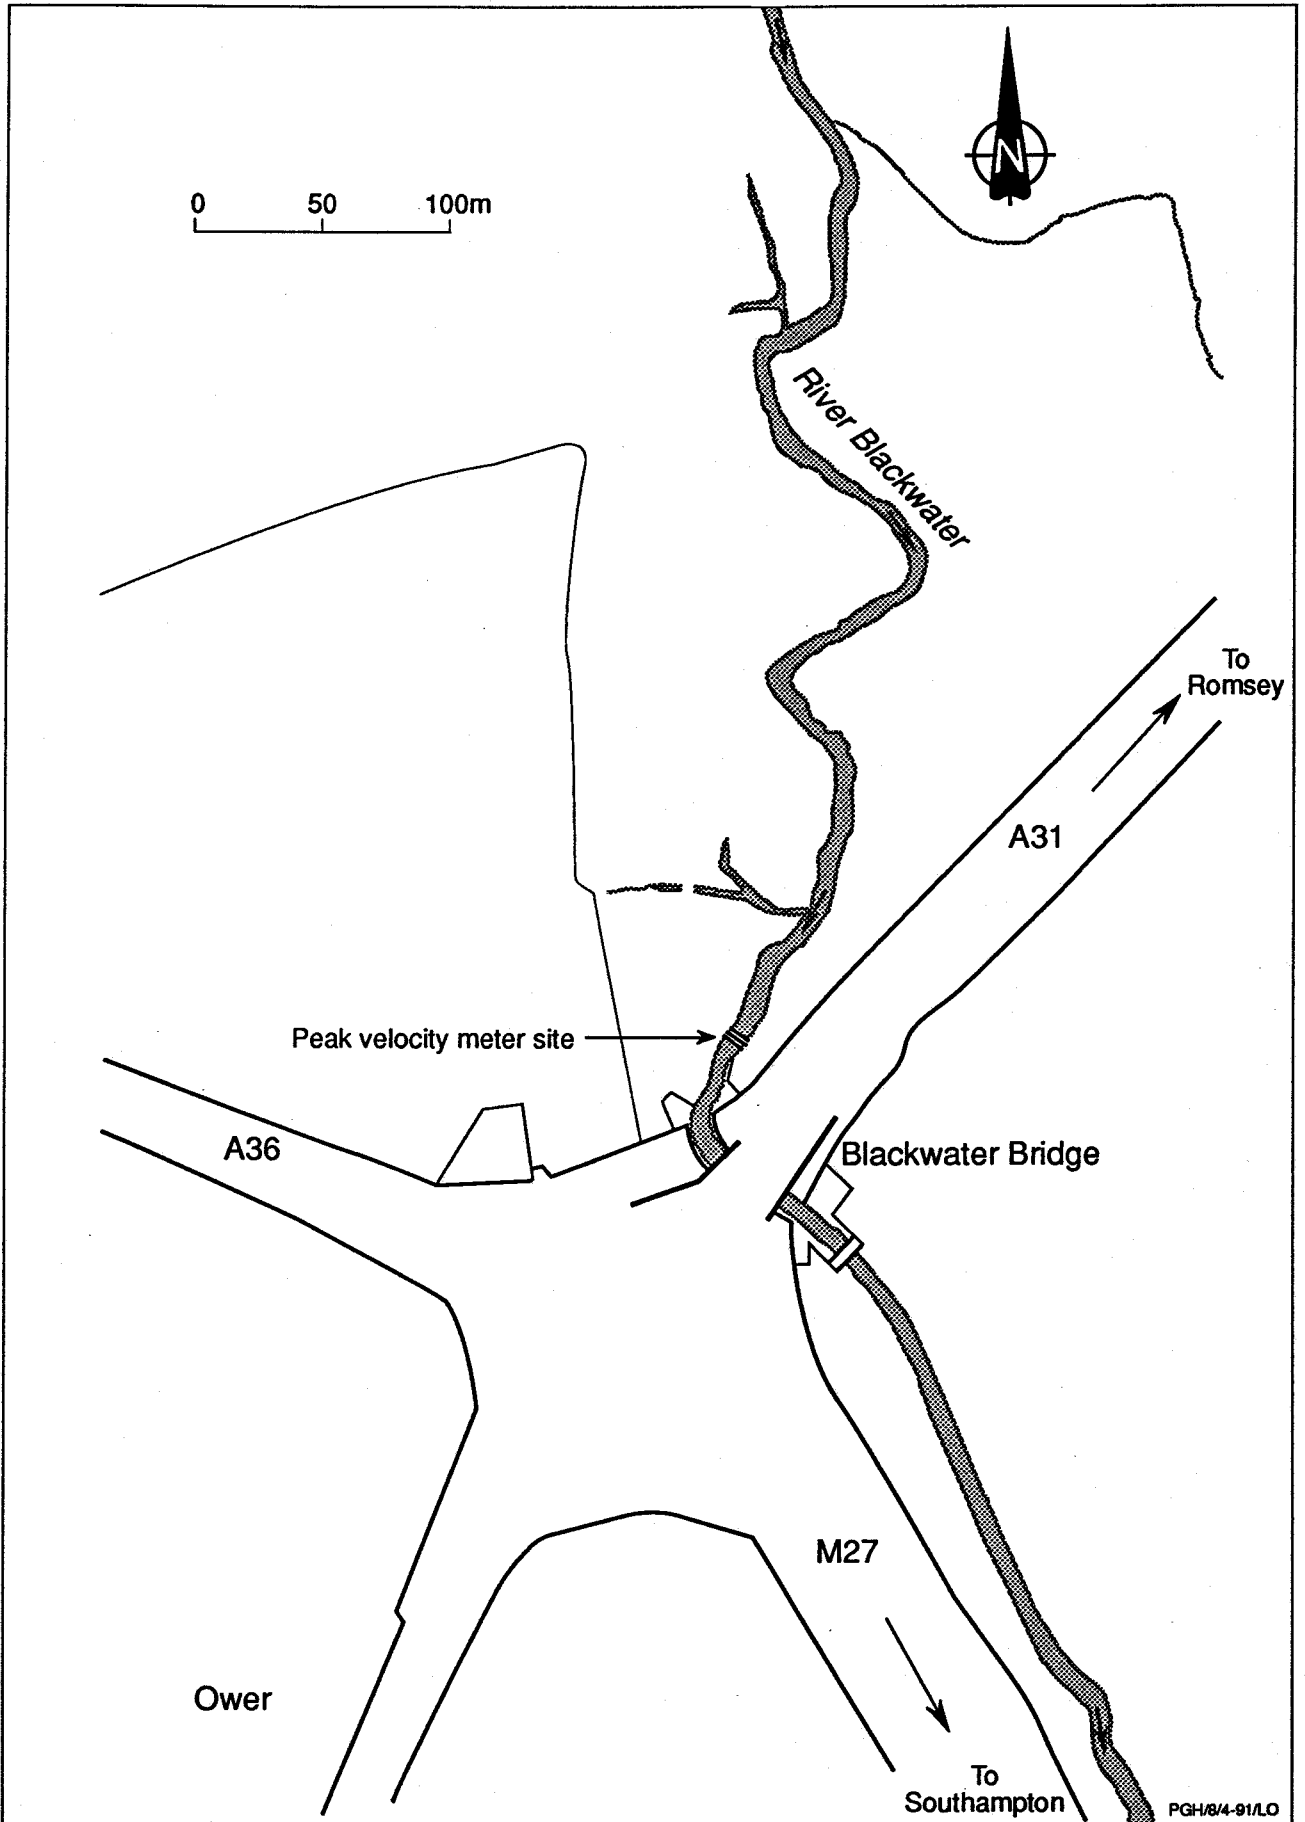 N
0 50 100m
River Blackwater
To
Romsey
A31
Peak velocity meter site
A36
Blackwater Bridge
M27
Ower
To
Southampton
PGH/8/4-91/LO